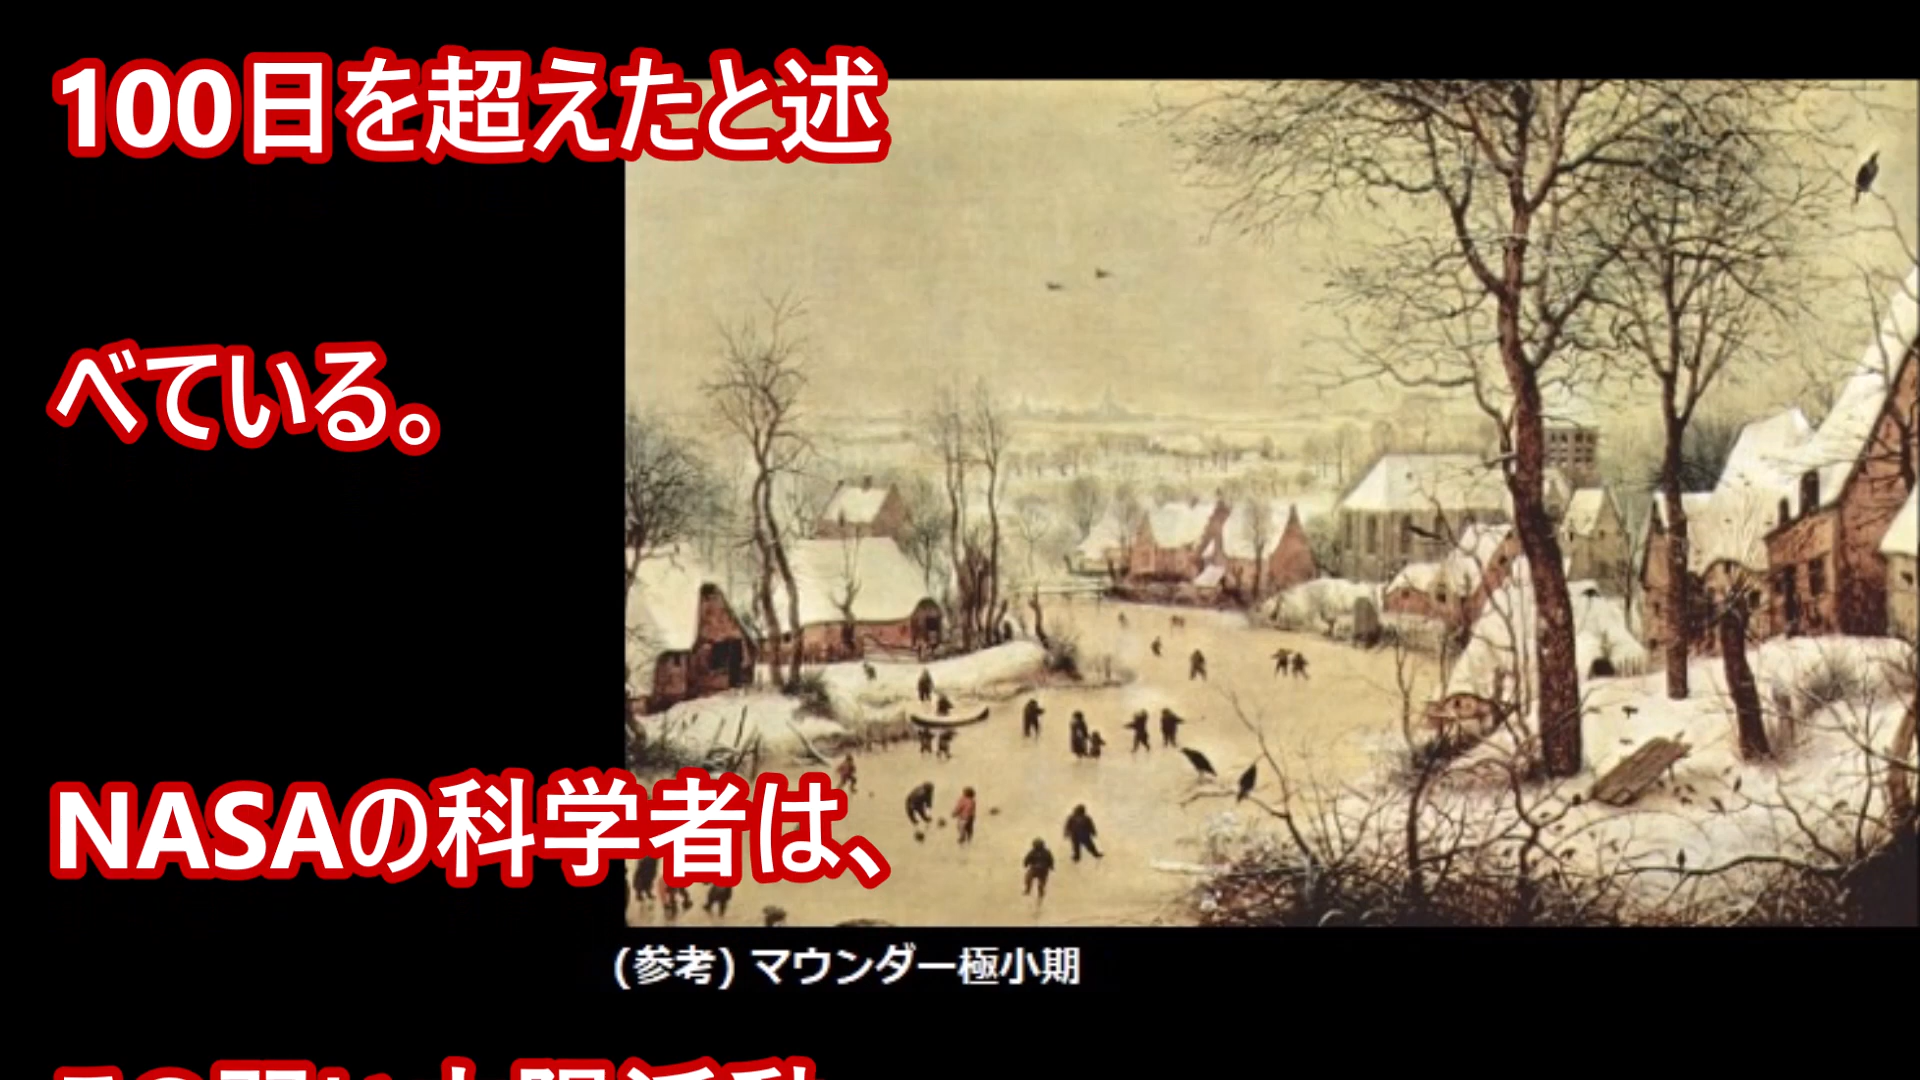 100日を超えたと述
べている。
NASAの科学者は、
(参考) マウンダー極小期